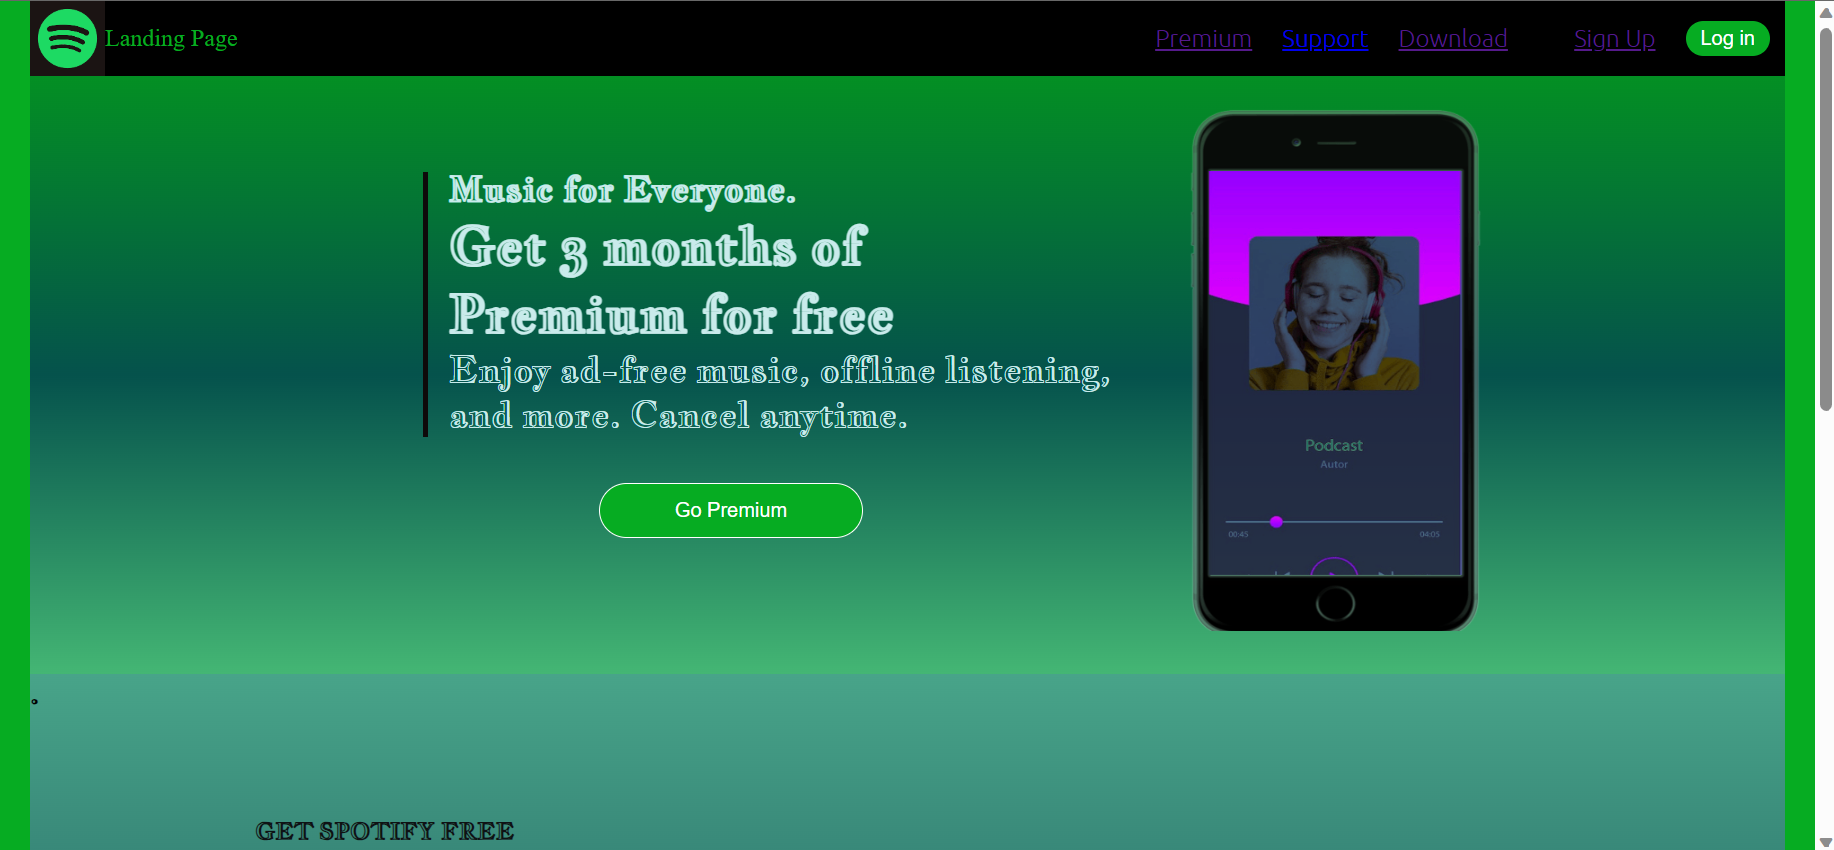 Landing Page
Premium Support Download Sign Up Log in
Music for Everyone.
Get 3 months of
Premium for free
Enjoy ad-free music, offline listening,
and more. Cancel anytime.
Go Premium
Podcast
Autor
00:45 04:05
GET SPOTIFY FREE